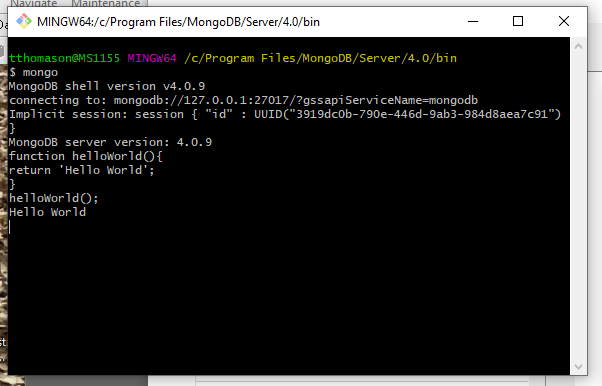 Navigate Maintenance
MINGW64:/c/Program Files/MongoDB/Server/4.0/bin
tthomason@MS1155 MINGW64 /c/Program Files/MongoDB/Server/4.0/bin
$ mongo
MongoDB shell version v4.0.9
connecting to: mongodb://127.0.0.1:27017/?gssapiServiceName=mongodb
Implicit session: session { "id" : UUID("3919dc0b-790e-446d-9ab3-984d8aea7c91")
}
MongoDB server version: 4.0.9
function helloWorld(){
return 'Hello World';
}
helloWorld();
Hello World